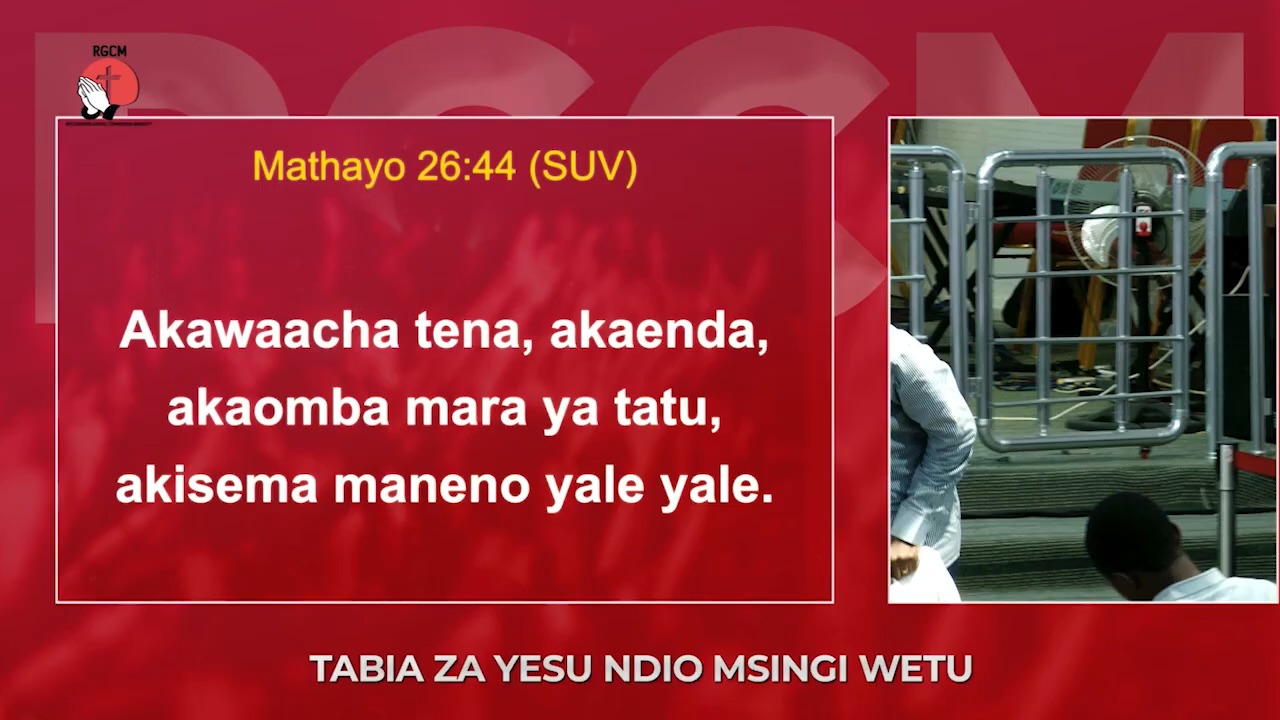 RGCM
Mathayo 26:44 (SUV)
Akawaacha tena, akaenda,
akaomba mara ya tatu,
akisema maneno yale yale.
TABIA ZA YESU NDIO MSINGI WETU
RGCM